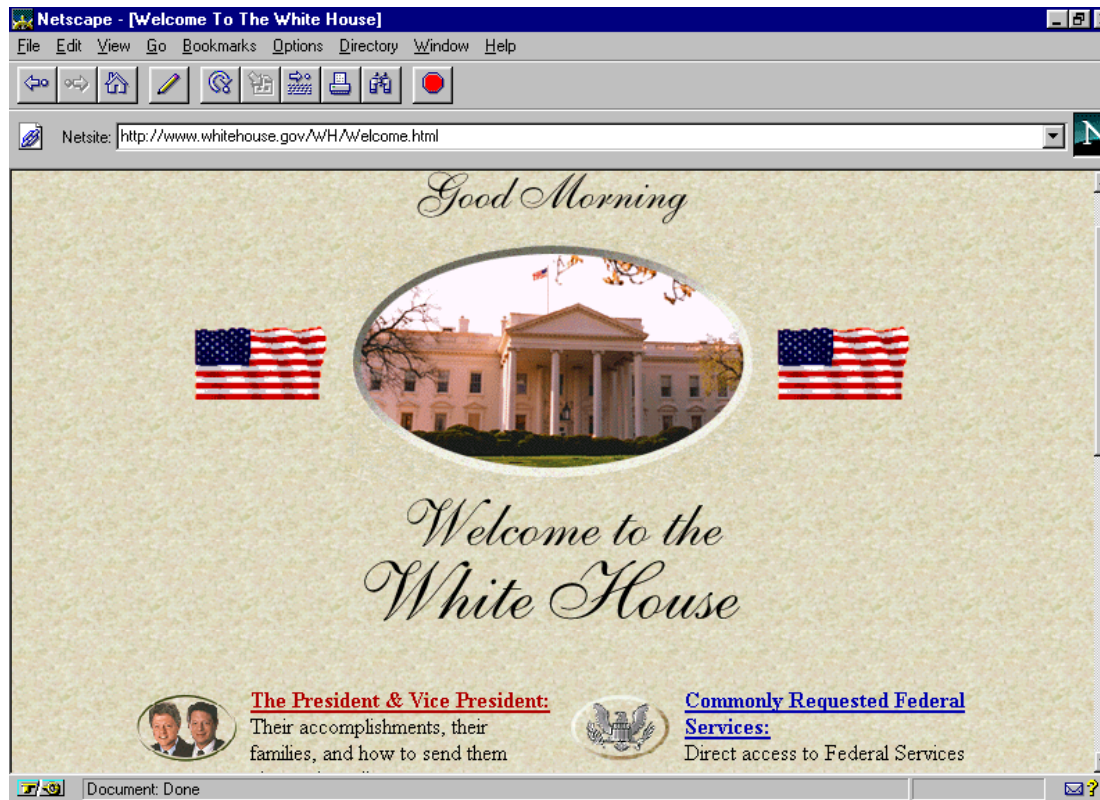 Netscape - [Welcome To The White House]
File Edit View Go Bookmarks Options Directory Window Help
Netsite: http://www.whitehouse.gov/WH/Welcome.html
N
Good Morning
Welcome to the
White House
The President & Vice President:
Their accomplishments, their
families, and how to send them
Commonly Requested Federal
Services:
Direct access to Federal Services
Document: Done